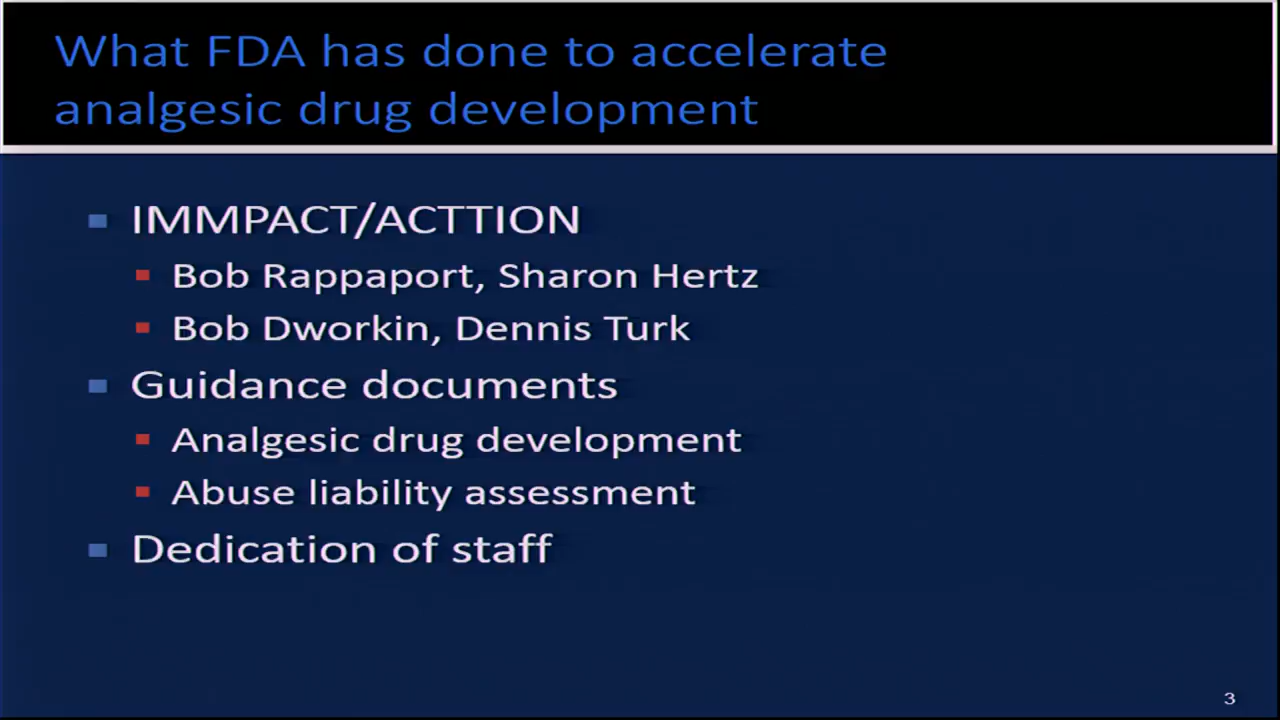 What FDA has done to accelerate
analgesic drug development
IMMPACT/ACTTION
Bob Rappaport, Sharon Hertz
Bob Dworkin, Dennis Turk
Guidance documents
Analgesic drug development
Abuse liability assessment
Dedication of staff
3